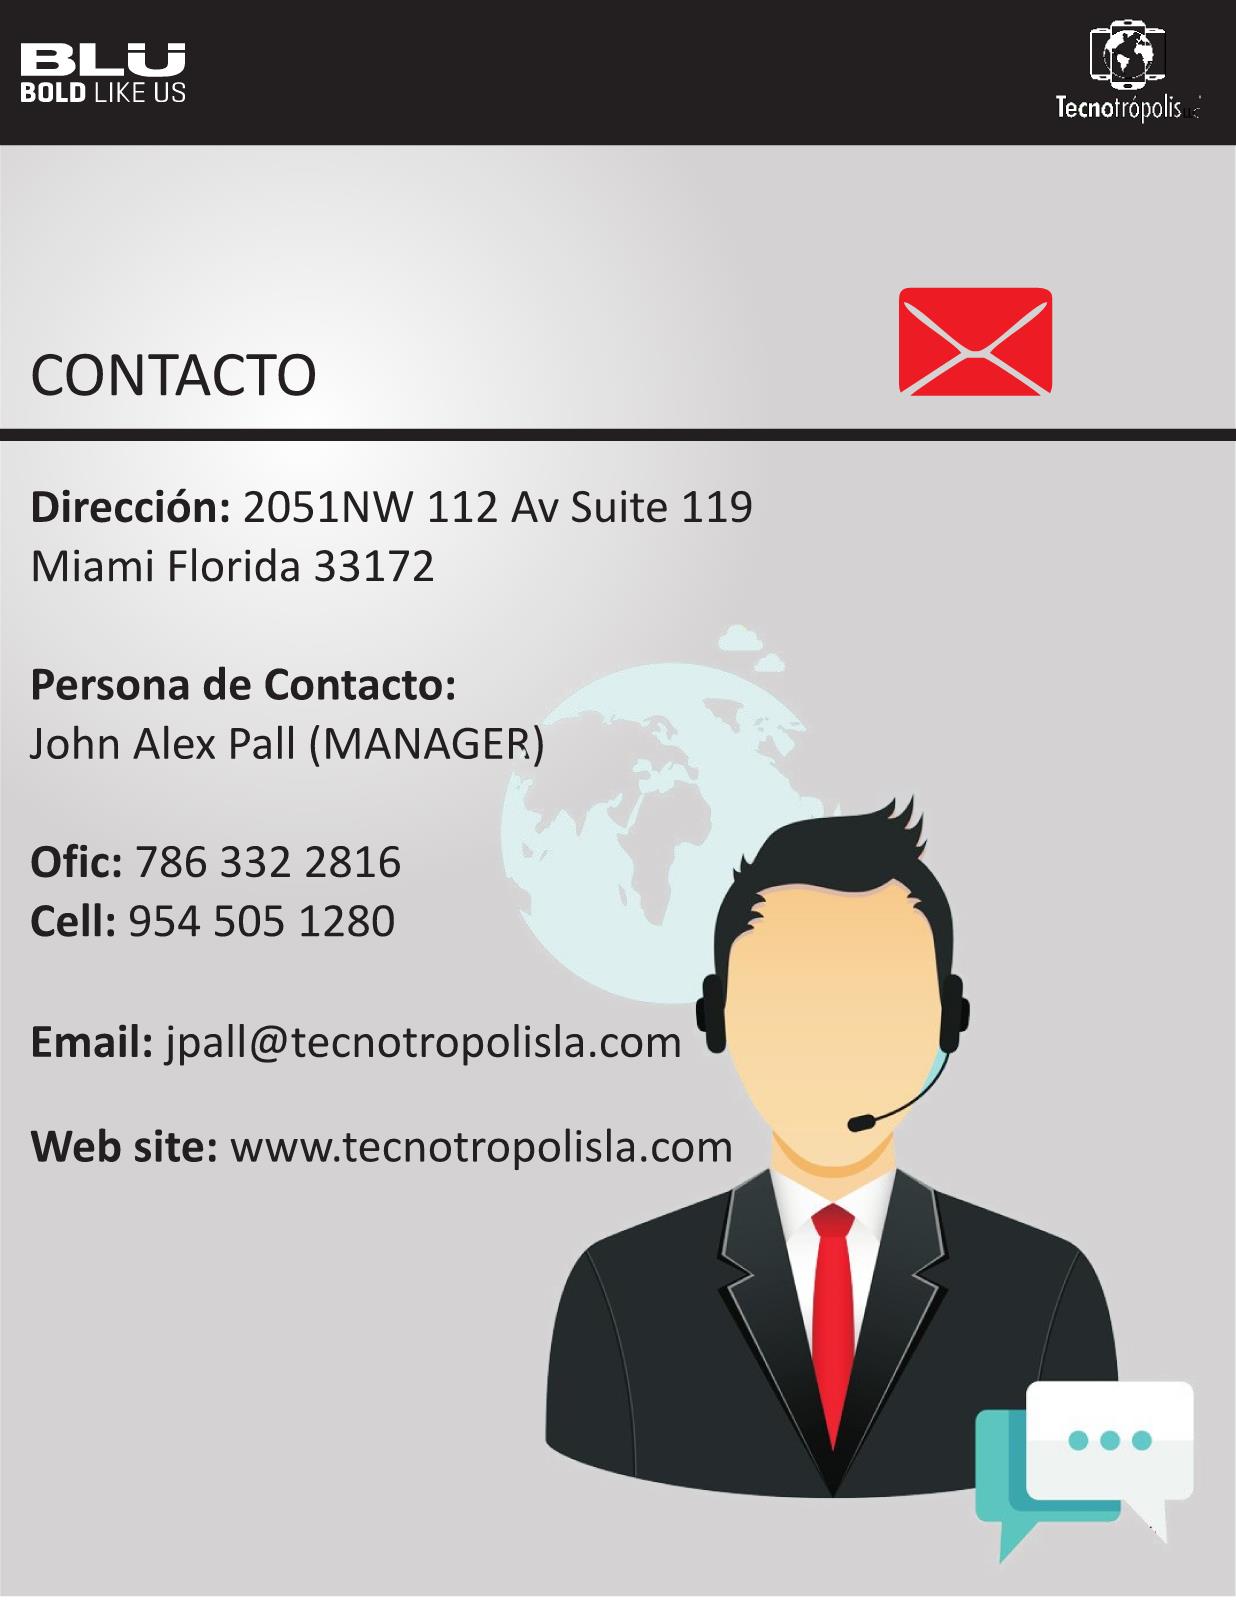 BLU
BOLD LIKE US
Tecnotrópolis
CONTACTO
Dirección: 2051NW 112 Av Suite 119
Miami Florida 33172
Persona de Contacto:
John Alex Pall (MANAGER)
Ofic: 786 332 2816
Cell: 954 505 1280
Email: jpall@tecnotropolisla.com
Web site: www.tecnotropolisla.com